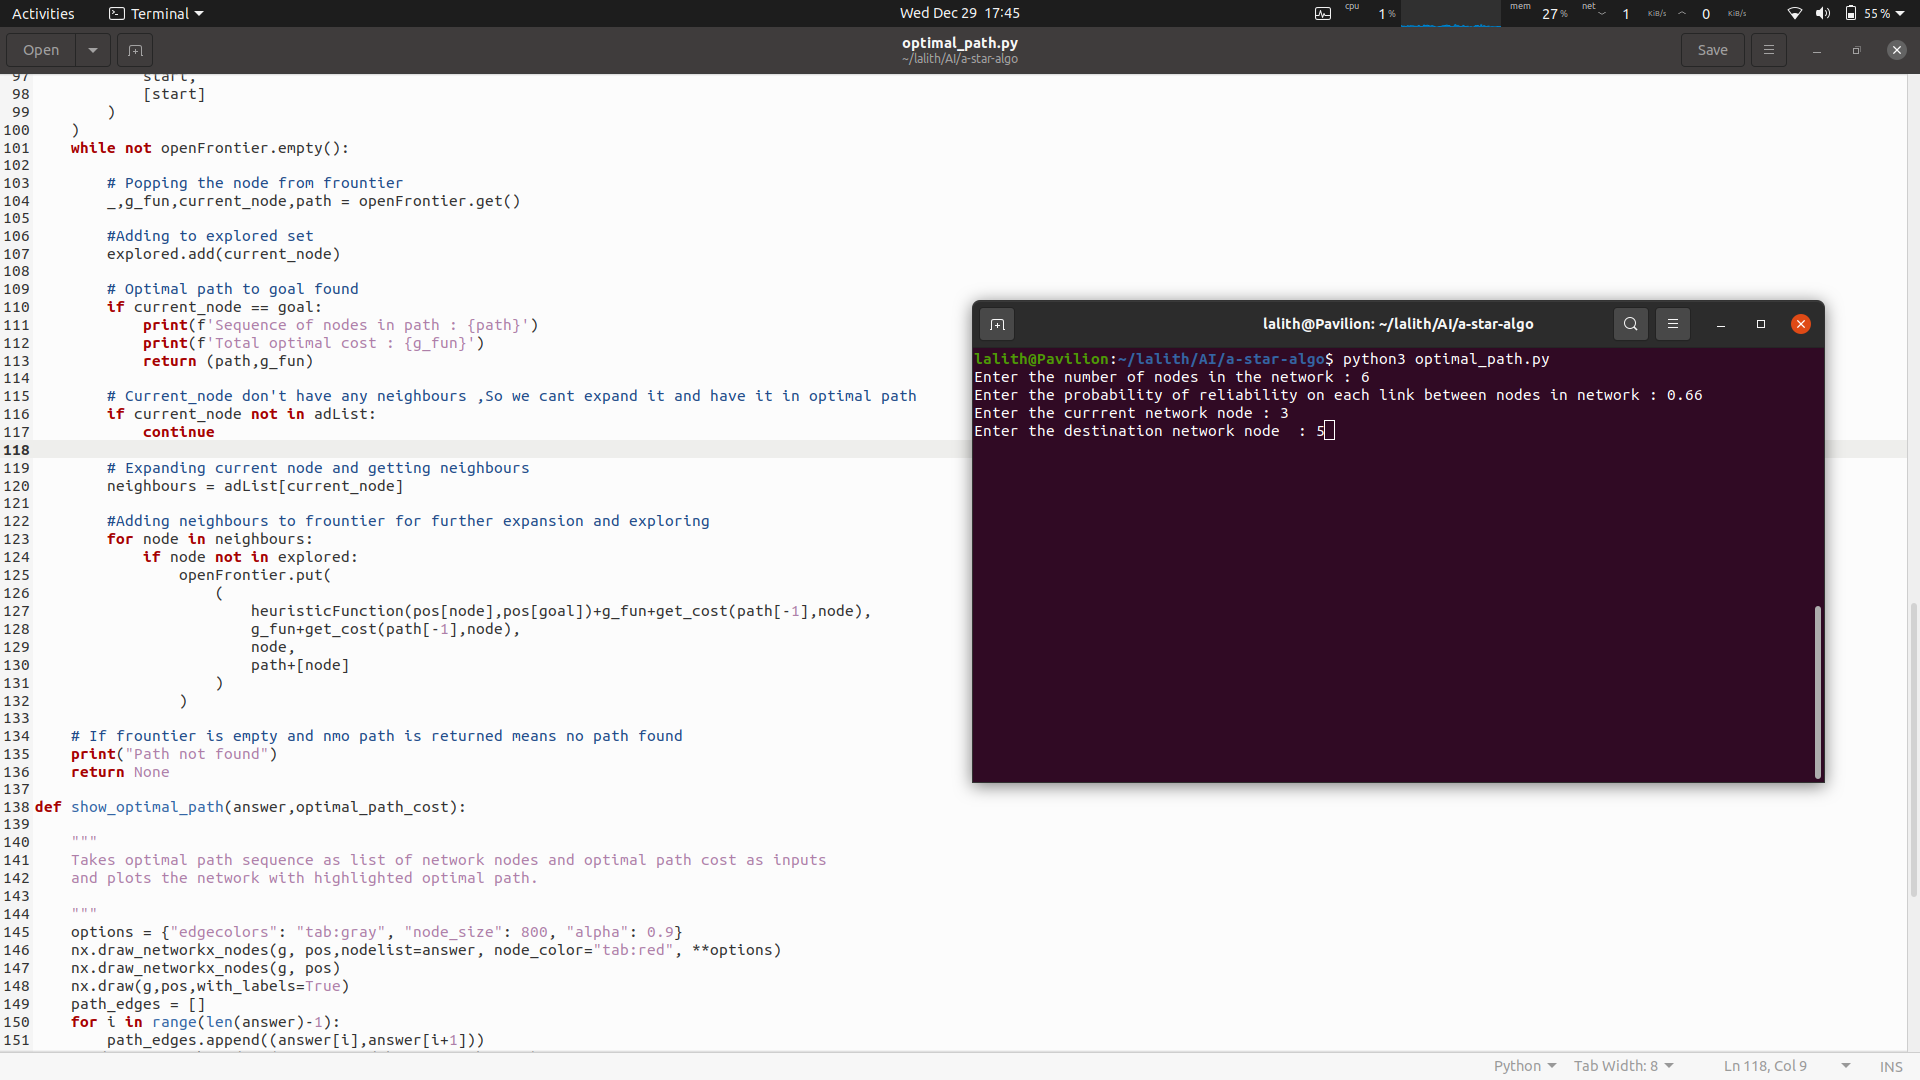 Activities Terminal Wed Dec 29 17:45 cpu 1 % mem 27 % net 1 KiB/s 0 KiB/s 55 %
Open optimal_path.py Save
~/lalith/AI/a-star-algo
97             start,
98             [start]
99         )
100     )
101     while not openFrontier.empty():
102
103         # Popping the node from frountier
104         _,g_fun,current_node,path = openFrontier.get()
105
106         #Adding to explored set
107         explored.add(current_node)
108
109         # Optimal path to goal found
110         if current_node == goal:
111             print(f'Sequence of nodes in path : {path}')
112             print(f'Total optimal cost : {g_fun}')
113             return (path,g_fun)
114
115         # Current_node don't have any neighbours ,So we cant expand it and have it in optimal path
116         if current_node not in adList:
117             continue
118
119         # Expanding current node and getting neighbours
120         neighbours = adList[current_node]
121
122         #Adding neighbours to frountier for further expansion and exploring
123         for node in neighbours:
124             if node not in explored:
125                 openFrontier.put(
126                     (
127                         heuristicFunction(pos[node],pos[goal])+g_fun+get_cost(path[-1],node),
128                         g_fun+get_cost(path[-1],node),
129                         node,
130                         path+[node]
131                     )
132                 )
133
134     # If frountier is empty and nmo path is returned means no path found
135     print("Path not found")
136     return None
137
138 def show_optimal_path(answer,optimal_path_cost):
139
140     """
141     Takes optimal path sequence as list of network nodes and optimal path cost as inputs
142     and plots the network with highlighted optimal path.
143
144     """
145     options = {"edgecolors": "tab:gray", "node_size": 800, "alpha": 0.9}
146     nx.draw_networkx_nodes(g, pos,nodelist=answer, node_color="tab:red", **options)
147     nx.draw_networkx_nodes(g, pos)
148     nx.draw(g,pos,with_labels=True)
149     path_edges = []
150     for i in range(len(answer)-1):
151         path_edges.append((answer[i],answer[i+1]))
lalith@Pavilion: ~/lalith/AI/a-star-algo
lalith@Pavilion:~/lalith/AI/a-star-algo$ python3 optimal_path.py
Enter the number of nodes in the network : 6
Enter the probability of reliability on each link between nodes in network : 0.66
Enter the currrent network node : 3
Enter the destination network node  : 5
Python Tab Width: 8 Ln 118, Col 9 INS